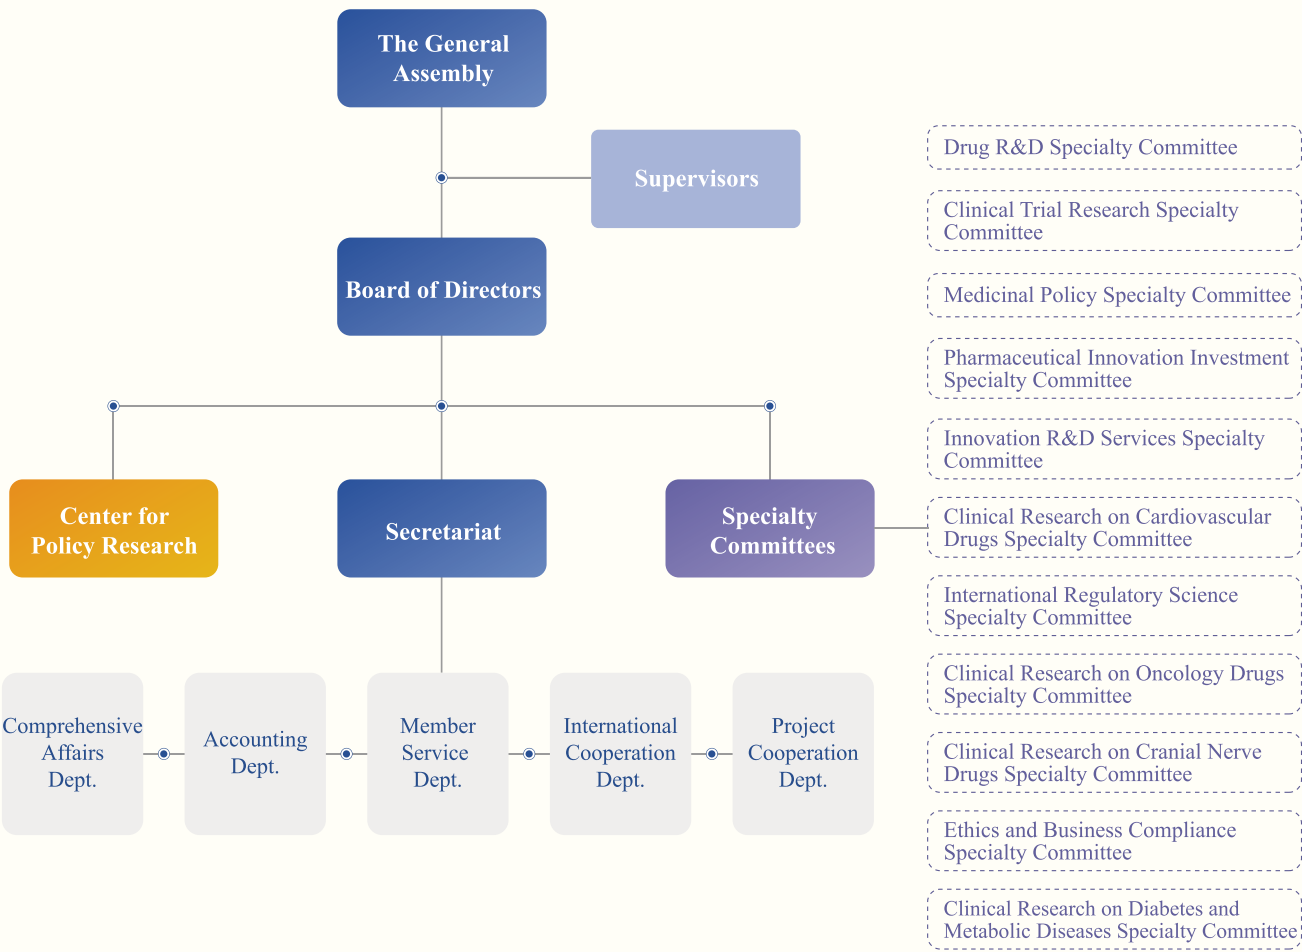 The General
Assembly
Supervisors
Board of Directors
Center for
Policy Research
Secretariat
Specialty
Committees
Comprehensive
Affairs
Dept.
Accounting
Dept.
Member
Service
Dept.
International
Cooperation
Dept.
Project
Cooperation
Dept.
Drug R&D Specialty Committee
Clinical Trial Research Specialty
Committee
Medicinal Policy Specialty Committee
Pharmaceutical Innovation Investment
Specialty Committee
Innovation R&D Services Specialty
Committee
Clinical Research on Cardiovascular
Drugs Specialty Committee
International Regulatory Science
Specialty Committee
Clinical Research on Oncology Drugs
Specialty Committee
Clinical Research on Cranial Nerve
Drugs Specialty Committee
Ethics and Business Compliance
Specialty Committee
Clinical Research on Diabetes and
Metabolic Diseases Specialty Committee